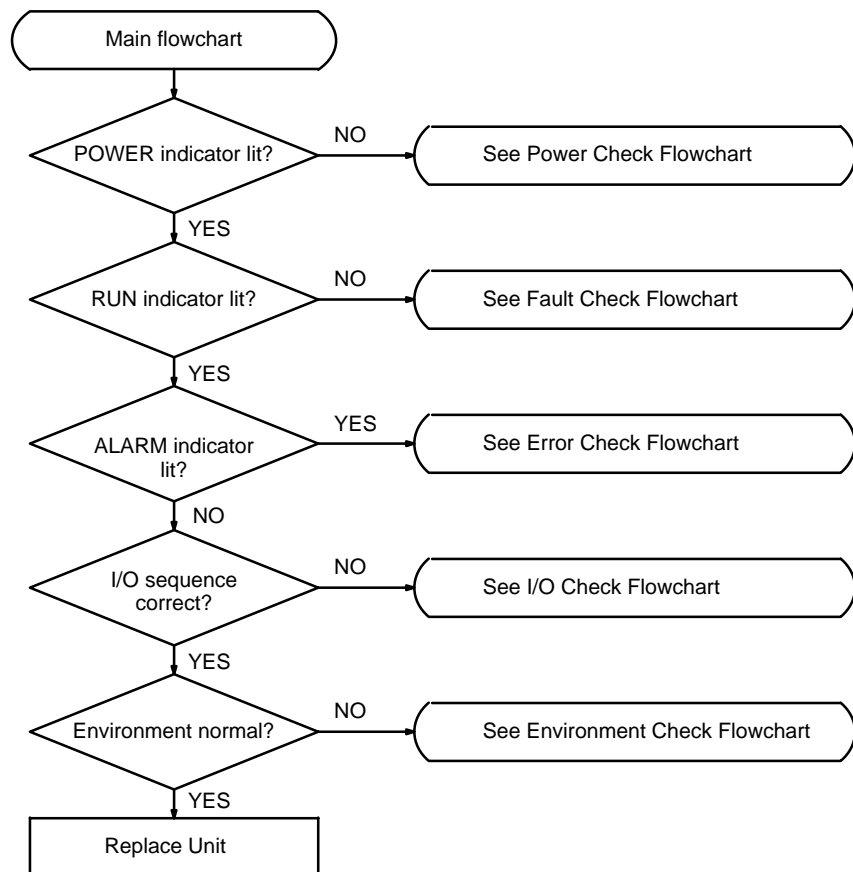 Main flowchart
POWER indicator lit?
NO
See Power Check Flowchart
YES
RUN indicator lit?
NO
See Fault Check Flowchart
YES
ALARM indicator
lit?
YES
See Error Check Flowchart
NO
I/O sequence
correct?
NO
See I/O Check Flowchart
YES
Environment normal?
NO
See Environment Check Flowchart
YES
Replace Unit